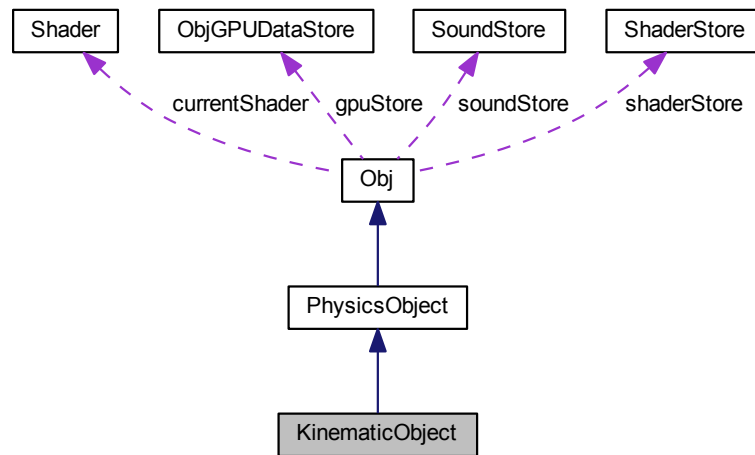 Shader ObjGPUDataStore SoundStore ShaderStore
currentShader gpuStore soundStore shaderStore
Obj
PhysicsObject
KinematicObject